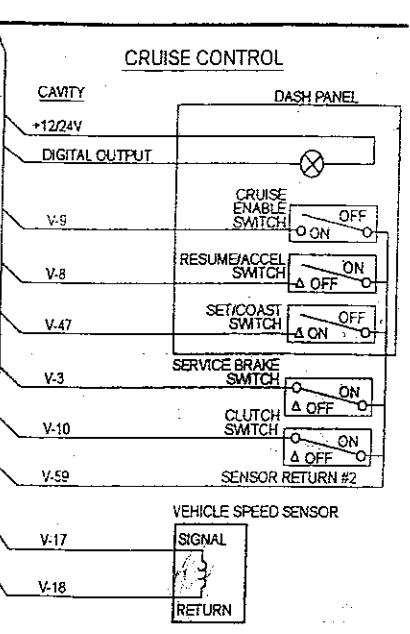 CRUISE CONTROL
CAVITY
DASH PANEL
+12/24V
DIGITAL OUTPUT
CRUISE
ENABLE
SWITCH
OFF
ON
V-9
RESUME/ACCEL
SWITCH
ON
Δ OFF
V-8
SET/COAST
SWITCH
OFF
Δ ON
V-47
SERVICE BRAKE
SWITCH
ON
Δ OFF
V-3
CLUTCH
SWITCH
ON
Δ OFF
V-10
V-59
SENSOR RETURN #2
VEHICLE SPEED SENSOR
V-17
SIGNAL
V-18
RETURN